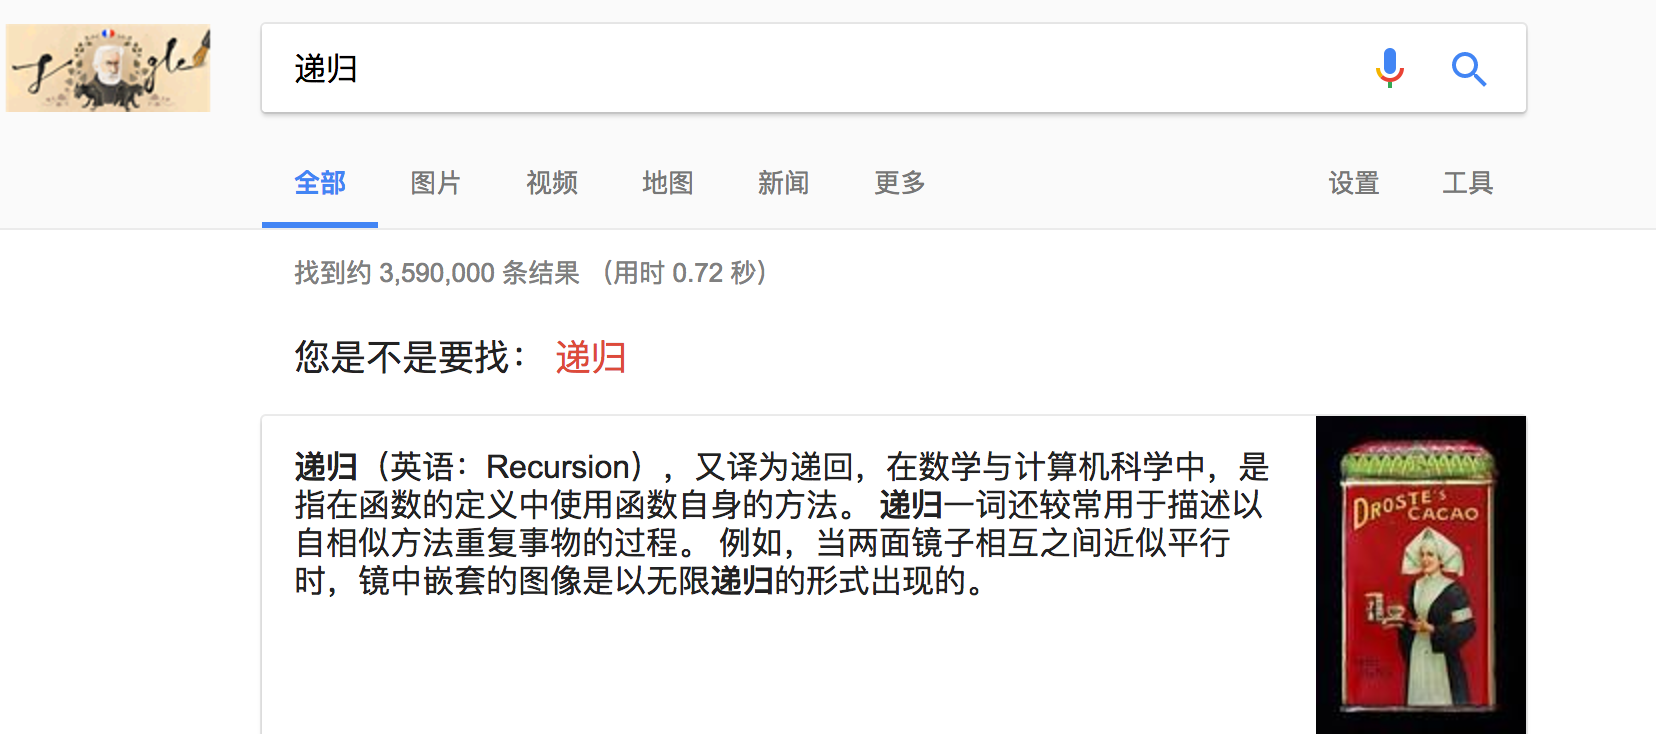 Google
递归
全部 图片 视频 地图 新闻 更多 设置 工具
找到约 3,590,000 条结果 （用时 0.72 秒）
您是不是要找： 递归
递归（英语：Recursion），又译为递回，在数学与计算机科学中，是
指在函数的定义中使用函数自身的方法。 递归一词还较常用于描述以
自相似方法重复事物的过程。 例如，当两面镜子相互之间近似平行
时，镜中嵌套的图像是以无限递归的形式出现的。
DROSTE'S
CACAO